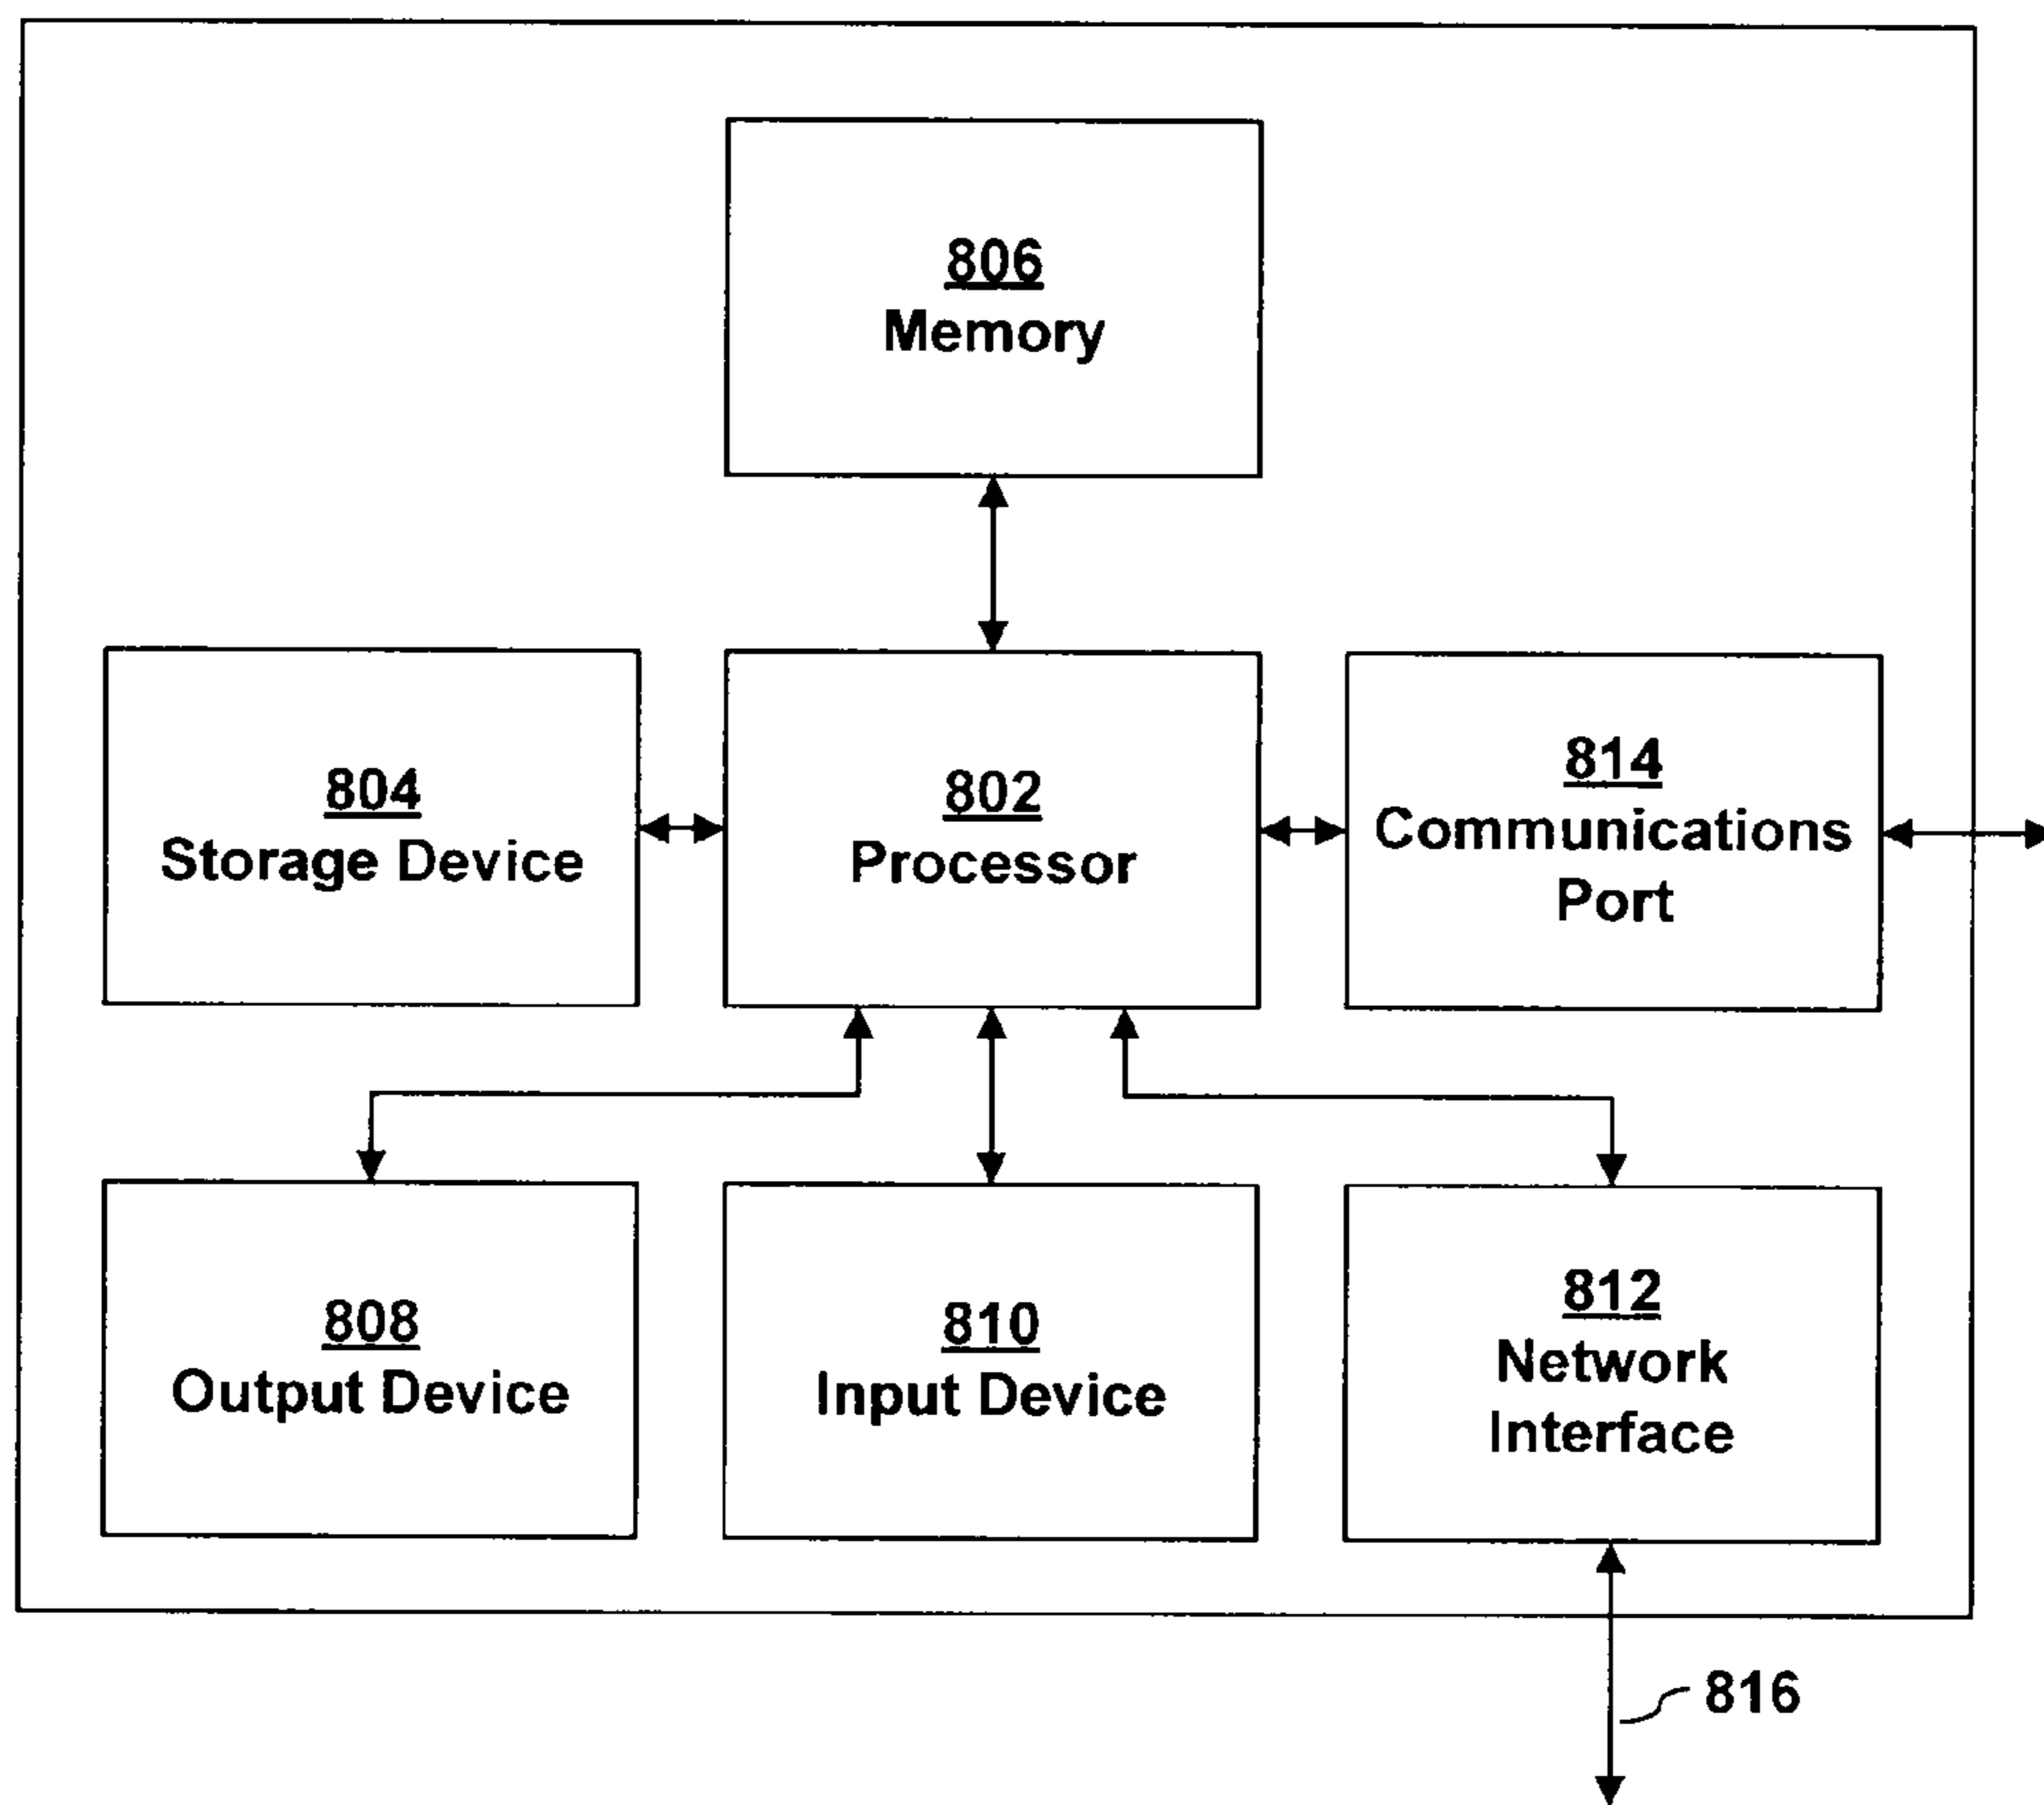 806
Memory
804
Storage Device
802
Processor
814
Communications
Port
808
Output Device
810
Input Device
812
Network
Interface
816